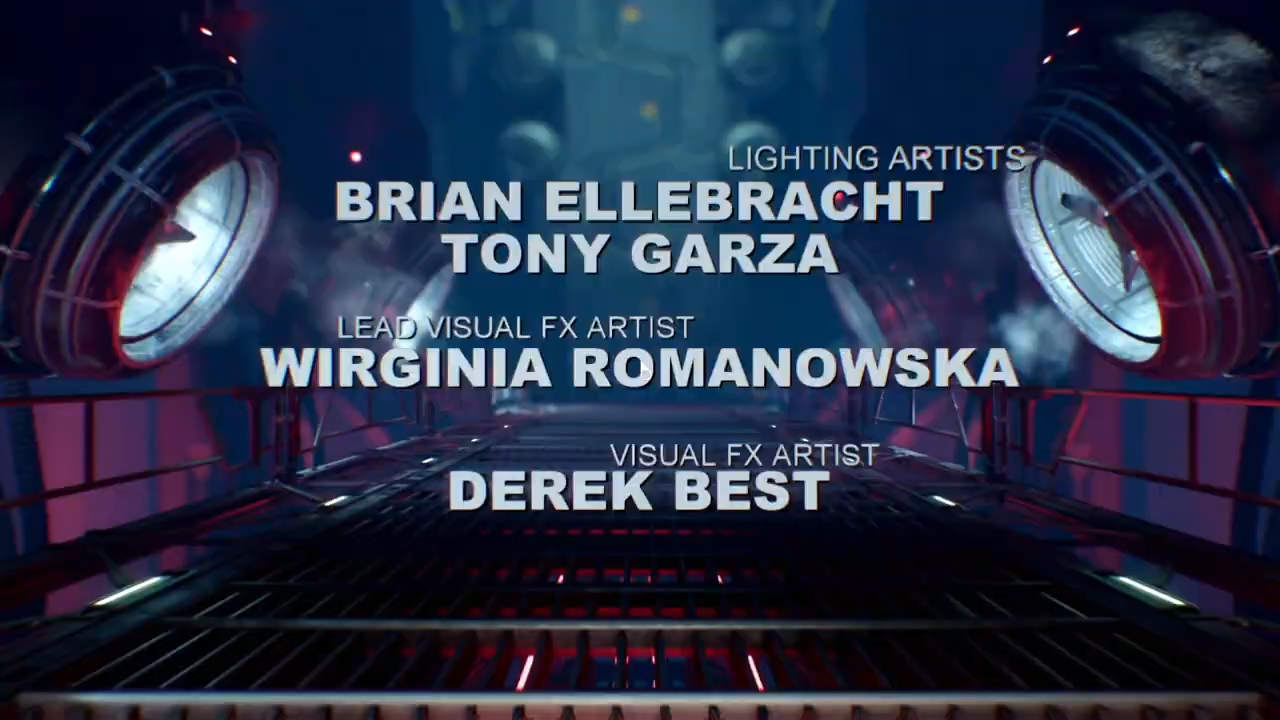 LIGHTING ARTISTS
BRIAN ELLEBRACHT
TONY GARZA
LEAD VISUAL FX ARTIST
WIRGINIA ROMANOWSKA
VISUAL FX ARTIST
DEREK BEST